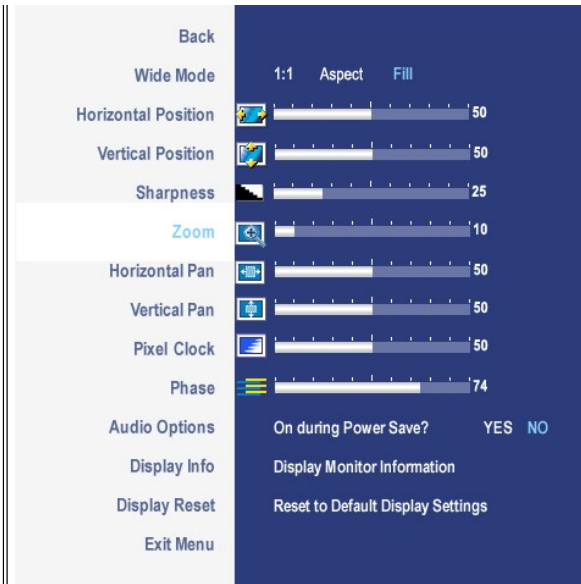 Back
Wide Mode 1:1 Aspect Fill
Horizontal Position 50
Vertical Position 50
Sharpness 25
Zoom 10
Horizontal Pan 50
Vertical Pan 50
Pixel Clock 50
Phase 74
Audio Options On during Power Save? YES NO
Display Info Display Monitor Information
Display Reset Reset to Default Display Settings
Exit Menu